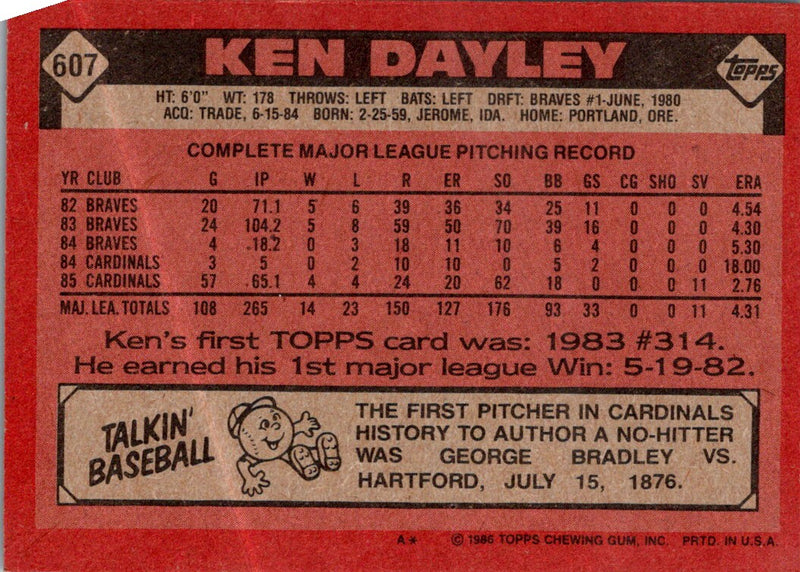 607 KEN DAYLEY topps
HT: 6'0" WT: 178 THROWS: LEFT BATS: LEFT DRFT: BRAVES #1-JUNE, 1980
ACQ: TRADE, 6-15-84 BORN: 2-25-59, JEROME, IDA. HOME: PORTLAND, ORE.
COMPLETE MAJOR LEAGUE PITCHING RECORD
YR CLUB G IP W L R ER SO BB GS CG SHO SV ERA
82 BRAVES 20 71.1 5 6 39 36 34 25 11 0 0 0 4.54
83 BRAVES 24 104.2 5 8 59 50 70 39 16 0 0 0 4.30
84 BRAVES 4 18.2 0 3 18 11 10 6 4 0 0 0 5.30
84 CARDINALS 3 5 0 2 10 10 0 5 2 0 0 0 18.00
85 CARDINALS 57 65.1 4 4 24 20 62 18 0 0 0 11 2.76
MAJ. LEA. TOTALS 108 265 14 23 150 127 176 93 33 0 0 11 4.31
Ken's first TOPPS card was: 1983 #314.
He earned his 1st major league Win: 5-19-82.
TALKIN'
BASEBALL
THE FIRST PITCHER IN CARDINALS
HISTORY TO AUTHOR A NO-HITTER
WAS GEORGE BRADLEY VS.
HARTFORD, JULY 15, 1876.
A* © 1986 TOPPS CHEWING GUM, INC. PRTD. IN U.S.A.